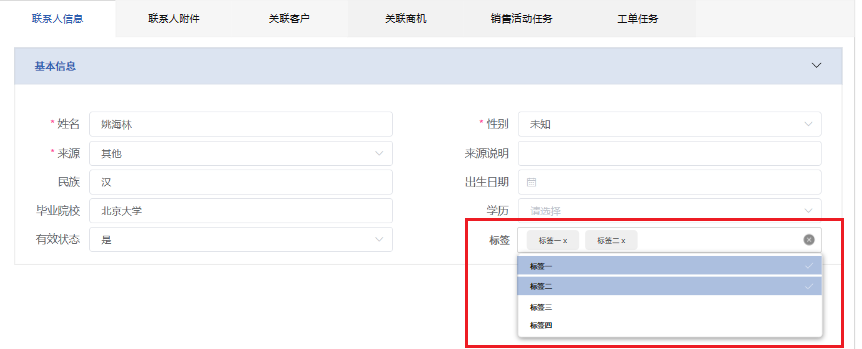 联系人信息 联系人附件 关联客户 关联商机 销售活动任务 工单任务
基本信息
* 姓名 姚海林 * 性别 未知
* 来源 其他 来源说明
民族 汉 出生日期
毕业院校 北京大学 学历 请选择
有效状态 是 标签 标签一 x 标签二 x
标签一
标签二
标签三
标签四